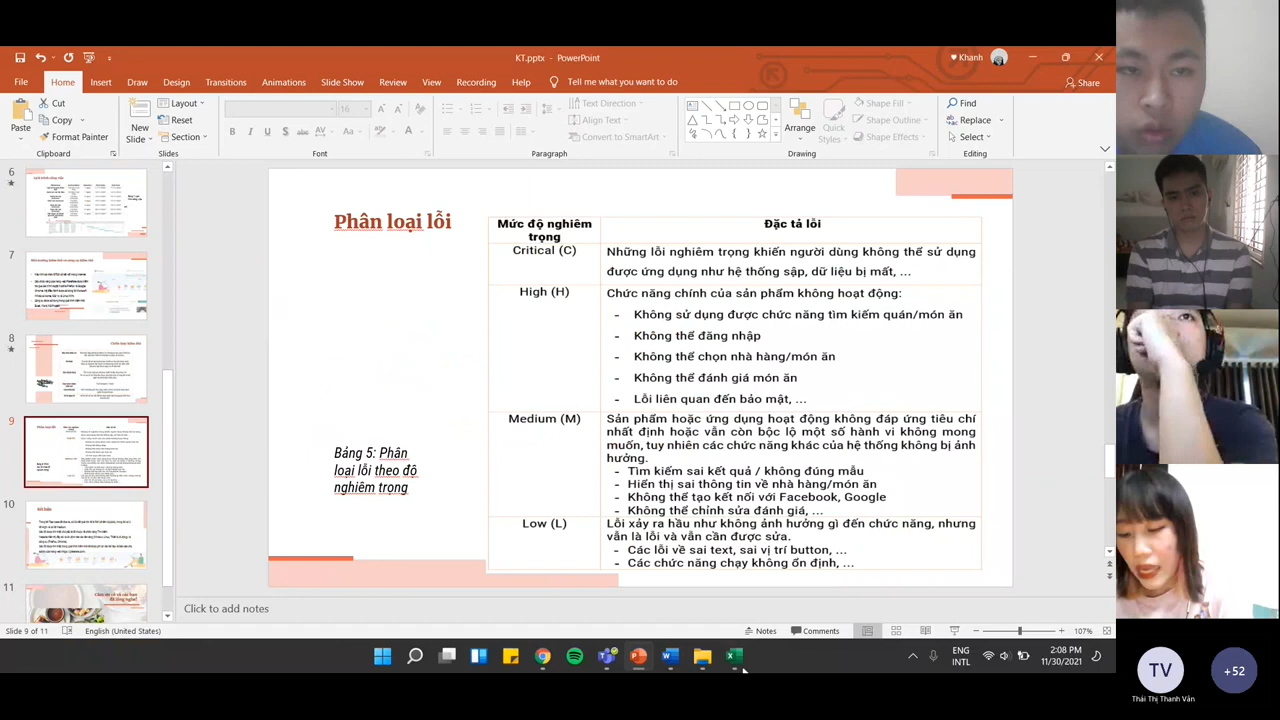 KT.pptx - PowerPoint
Khanh
File Home Insert Draw Design Transitions Animations Slide Show Review View Recording Help Tell me what you want to do
Share
Paste
Cut
Copy
Format Painter
Clipboard
New Slide
Layout
Reset
Section
Slides
16
Font
Text Direction
Align Text
Convert to SmartArt
Paragraph
Arrange
Quick Styles
Shape Fill
Shape Outline
Shape Effects
Drawing
Find
Replace
Select
Editing
6
7
8
9
10
11
Phân loại lỗi
Bảng 5: Phân
loại lỗi theo độ
nghiêm trọng
Mức độ nghiêm
trọng
Đặc tả lỗi
Critical (C)
Những lỗi nghiêm trọng khiến người dùng không thể sử dụng
được ứng dụng như hệ thống sập, dữ liệu bị mất, ...
High (H)
Chức năng chính của sản phẩm không hoạt động:
- Không sử dụng được chức năng tìm kiếm quán/món ăn
- Không thể đăng nhập
- Không thể chọn nhà hàng/món ăn
- Không thể đánh giá món ăn
- Lỗi liên quan đến bảo mật, ...
Medium (M)
Sản phẩm hoặc ứng dụng hoạt động không đáp ứng tiêu chí
nhất định hoặc vẫn còn bộc lộ một số hành vi không mong
muốn, tuy nhiên các chức năng khác của hệ thống không bị ảnh
hưởng.
- Tìm kiếm sai kết quả / không đúng mẫu
- Hiển thị sai thông tin về nhà hàng/món ăn
- Không thể tạo kết nối với Facebook, Google
- Không thể chỉnh sửa đánh giá, ...
Low (L)
Lỗi xảy ra hầu như không ảnh hưởng gì đến chức năng, nhưng
vẫn là lỗi và vẫn cần được sửa:
- Các lỗi về sai text, sai vị trí button, ...
- Các chức năng chạy không ổn định, ...
Click to add notes
Slide 9 of 11 English (United States)
Notes Comments 107%
ENG
INTL
2:08 PM
11/30/2021
TV
Thái Thị Thanh Vân
+52